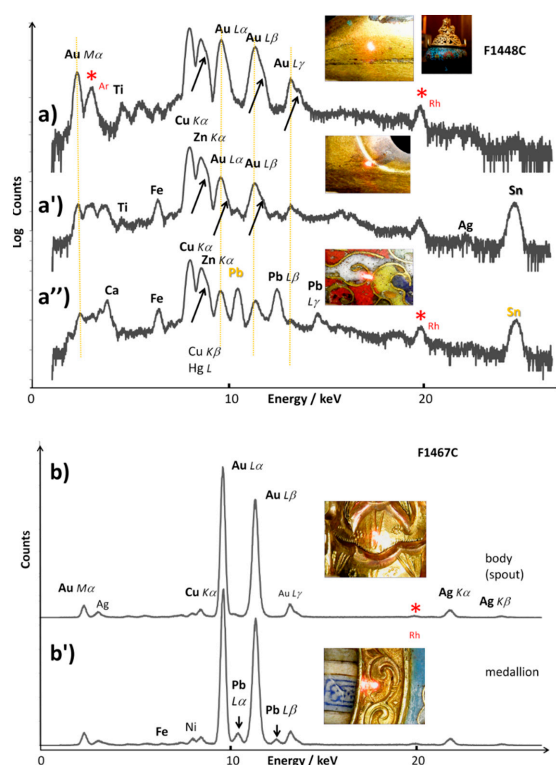 F1448C
Au Mα
* Ar
Ti
Au Lα
Au Lβ
Au Lγ
* Rh
a)
Cu Kα
Zn Kα
Au Lα
Au Lβ
Fe
Ti
Ag
Sn
a')
Cu Kα
Zn Kα
Pb
Pb Lβ
Pb Lγ
Ca
Fe
* Rh
Sn
a'')
Cu Kβ
Hg L
Log Counts
0 10 20
Energy / keV
F1467C
b)
Au Lα
Au Lβ
Au Mα
Ag
Cu Kα
Au Lγ
* Rh
Ag Kα
Ag Kβ
body
(spout)
b')
Pb Lα
Pb Lβ
Fe
Ni
medallion
Counts
0 10 20
Energy / keV